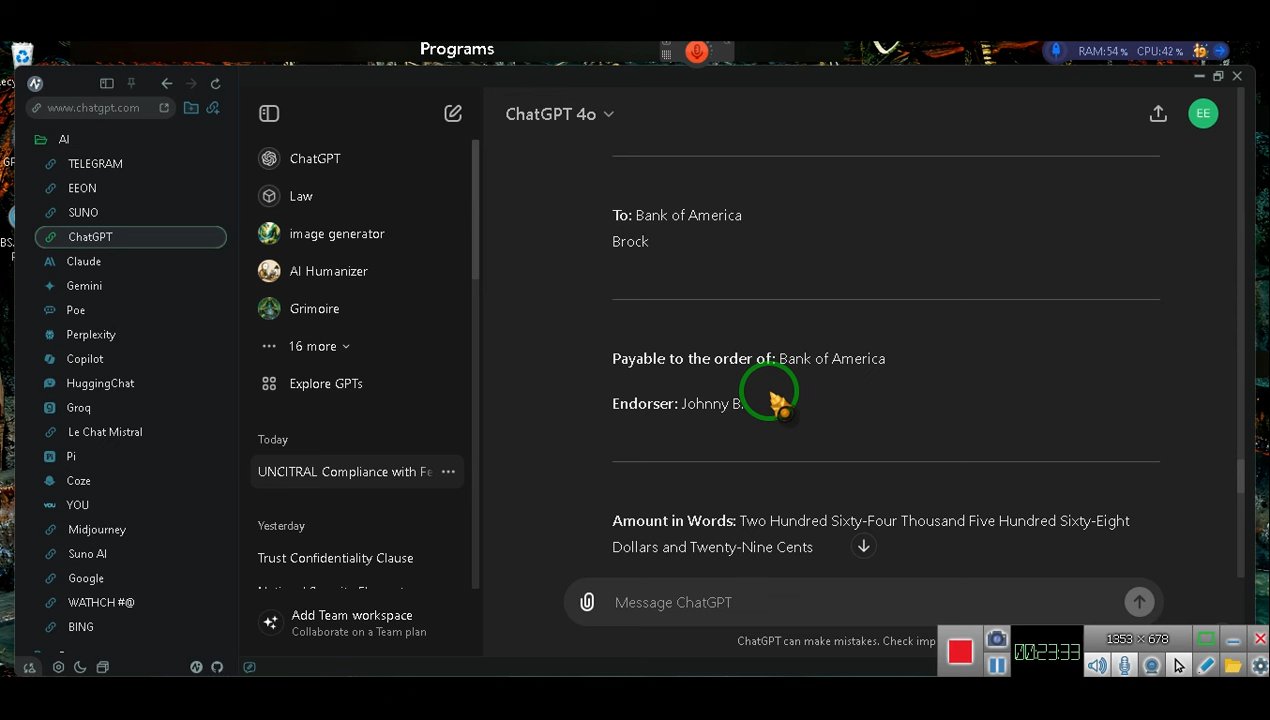 Programs
RAM:54 % CPU:42 %
www.chatgpt.com
AI
TELEGRAM
EEON
SUNO
ChatGPT
Claude
Gemini
Poe
Perplexity
Copilot
HuggingChat
Groq
Le Chat Mistral
Pi
Coze
YOU YOU
Midjourney
Suno AI
Google
WATHCH #@
BING
ChatGPT
Law
image generator
AI Humanizer
Grimoire
16 more
Explore GPTs
Today
UNCITRAL Compliance with Fe
Yesterday
Trust Confidentiality Clause
Add Team workspace
Collaborate on a Team plan
ChatGPT 4o
EE
To: Bank of America
Brock
Payable to the order of: Bank of America
Endorser: Johnny B
Amount in Words: Two Hundred Sixty-Four Thousand Five Hundred Sixty-Eight
Dollars and Twenty-Nine Cents
Message ChatGPT
ChatGPT can make mistakes. Check imp
00:23:33
1353 × 678